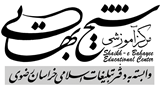 مرکز آموزشی
شیخ بهایی
Shaikh-e Bahayee
Educational Center
وابسته به دفتر تبلیغات اسلامی خراسان رضوی